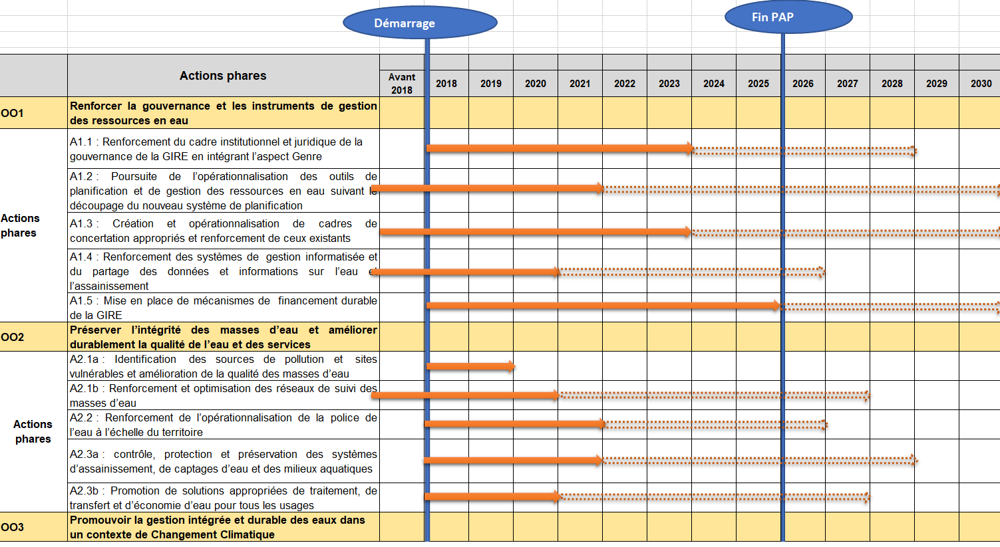 Démarrage
Fin PAP
Actions phares
Avant
2018
2018
2019
2020
2021
2022
2023
2024
2025
2026
2027
2028
2029
2030
OO1
Renforcer la gouvernance et les instruments de gestion
des ressources en eau
Actions
phares
A1.1 : Renforcement du cadre institutionnel et juridique de la
gouvernance de la GIRE en intégrant l’aspect Genre
A1.2 : Poursuite de l’opérationnalisation des outils de
planification et de gestion des ressources en eau suivant le
découpage du nouveau système de planification
A1.3 : Création et opérationnalisation de cadres de
concertation appropriés et renforcement de ceux existants
A1.4 : Renforcement des systèmes de gestion informatisée et
du partage des données et informations sur l’eau et
l’assainissement
A1.5 : Mise en place de mécanismes de financement durable
de la GIRE
OO2
Préserver l’intégrité des masses d’eau et améliorer
durablement la qualité de l’eau et des services
Actions
phares
A2.1a : Identification des sources de pollution et sites
vulnérables et amélioration de la qualité des masses d’eau
A2.1b : Renforcement et optimisation des réseaux de suivi des
masses d’eau
A2.2 : Renforcement de l’opérationnalisation de la police de
l’eau à l’échelle du territoire
A2.3a : contrôle, protection et préservation des systèmes
d’assainissement, de captages d’eau et des milieux aquatiques
A2.3b : Promotion de solutions appropriées de traitement, de
transfert et d’économie d’eau pour tous les usages
OO3
Promouvoir la gestion intégrée et durable des eaux dans
un contexte de Changement Climatique